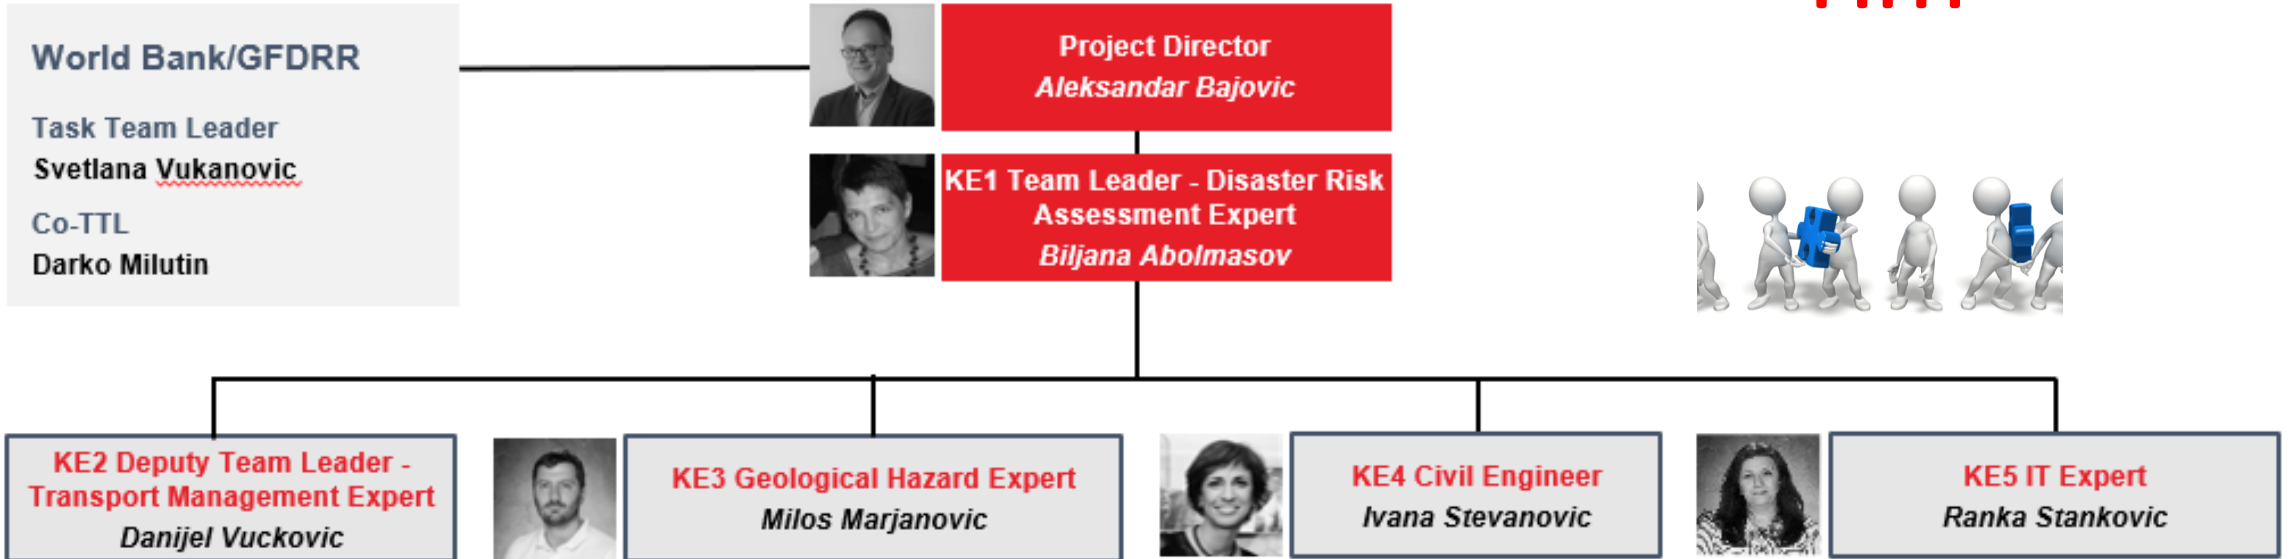 World Bank/GFDRR
Task Team Leader
Svetlana Vukanovic
Co-TTL
Darko Milutin
Project Director
Aleksandar Bajovic
KE1 Team Leader - Disaster Risk
Assessment Expert
Biljana Abolmasov
KE2 Deputy Team Leader -
Transport Management Expert
Danijel Vuckovic
KE3 Geological Hazard Expert
Milos Marjanovic
KE4 Civil Engineer
Ivana Stevanovic
KE5 IT Expert
Ranka Stankovic